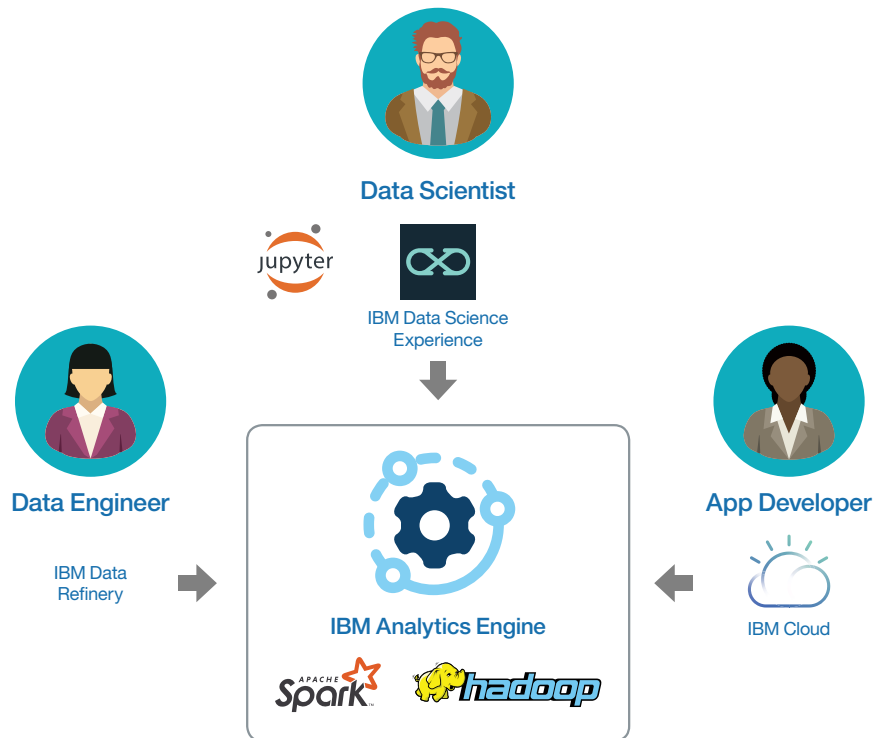 Data Scientist
jupyter
IBM Data Science
Experience
Data Engineer
App Developer
IBM Data
Refinery
IBM Cloud
IBM Analytics Engine
APACHE
Spark™
hadoop